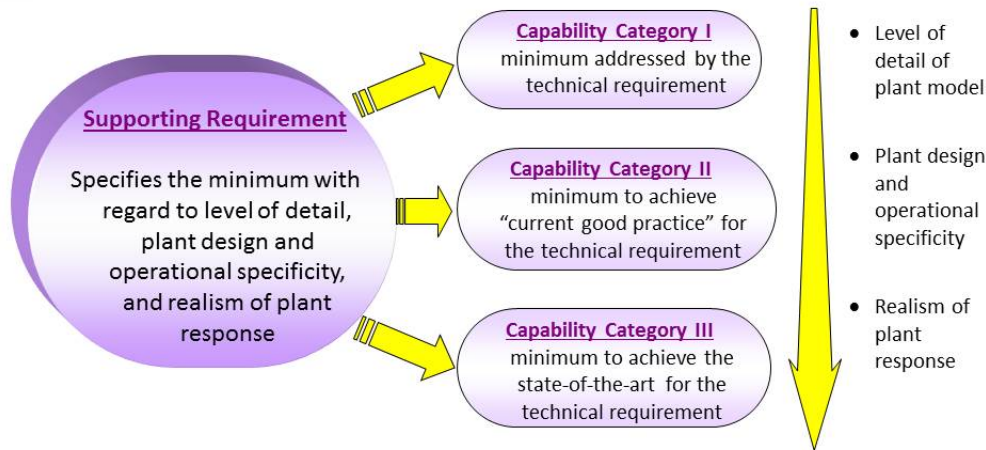 Supporting Requirement
Specifies the minimum with
regard to level of detail,
plant design and
operational specificity,
and realism of plant
response
Capability Category I
minimum addressed by the
technical requirement
Capability Category II
minimum to achieve
“current good practice” for
the technical requirement
Capability Category III
minimum to achieve the
state-of-the-art for the
technical requirement
• Level of
detail of
plant model
• Plant design
and
operational
specificity
• Realism of
plant
response